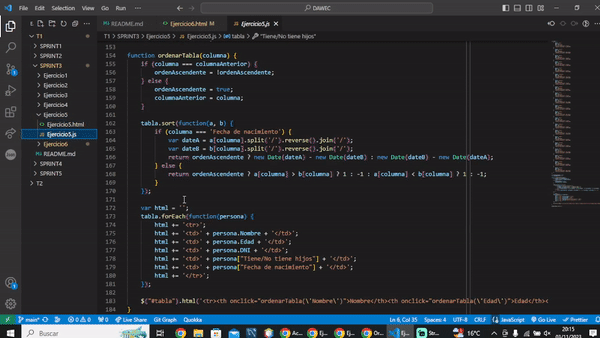 File Edit Selection View Go Run
DAWEC
T1
SPRINT1
SPRINT2
SPRINT3
Ejercicio1
Ejercicio2
Ejercicio3
Ejercicio4
Ejercicio5
Ejercicio5.html
Ejercicio5.js
Ejercicio6
README.md
SPRINT4
SPRINT5
T2
README.md Ejercicio6.html M Ejercicio5.js
T1 > SPRINT3 > Ejercicio5 > Ejercicio5.js > tabla > "Tiene/No tiene hijos"
153
154 function ordenarTabla(columna) {
155 if (columna === columnaAnterior) {
156 ordenAscendente = !ordenAscendente;
157 } else {
158 ordenAscendente = true;
159 columnaAnterior = columna;
160 }
161
162 tabla.sort(function(a, b) {
163 if (columna === 'Fecha de nacimiento') {
164 var dateA = a[columna].split('/').reverse().join('/');
165 var dateB = b[columna].split('/').reverse().join('/');
166 return ordenAscendente ? new Date(dateA) - new Date(dateB) : new Date(dateB) - new Date(dateA);
167 } else {
168 return ordenAscendente ? a[columna] > b[columna] ? 1 : -1 : a[columna] < b[columna] ? 1 : -1;
169 }
170 });
171
172 var html = '';
173 tabla.forEach(function(persona) {
174 html += '<tr>';
175 html += '<td>' + persona.Nombre + '</td>';
176 html += '<td>' + persona.Edad + '</td>';
177 html += '<td>' + persona.DNI + '</td>';
178 html += '<td>' + persona["Tiene/No tiene hijos"] + '</td>';
179 html += '<td>' + persona["Fecha de nacimiento"] + '</td>';
180 html += '</tr>';
181 });
182
183 $("#tabla").html('<tr><th onclick="ordenarTabla(\'Nombre\')">Nombre</th><th onclick="ordenarTabla(\'Edad\')">Edad</th><
184 }
main* Git Graph Quokka Ln 8, Col 35 Spaces: 4 UTF-8 CRLF JavaScript Go Live Prettier
Buscar
16°C
20:15
05/11/2023